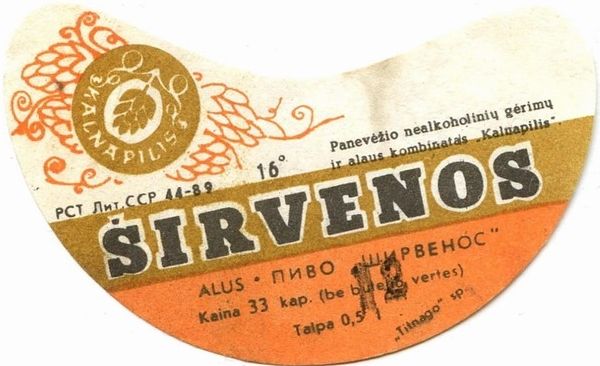 KALNAPILIS
Panevėžio nealkoholinių gėrimų
ir alaus kombinatas „Kalnapilis"
16°
РСТ Лит.ССР 44-89
ŠIRVENOS
ALUS • ПИВО „ШИРВЕНОС"
Kaina 33 kap. (be butelio vertes)
Talpa 0,5
12
"Titnago" sp.